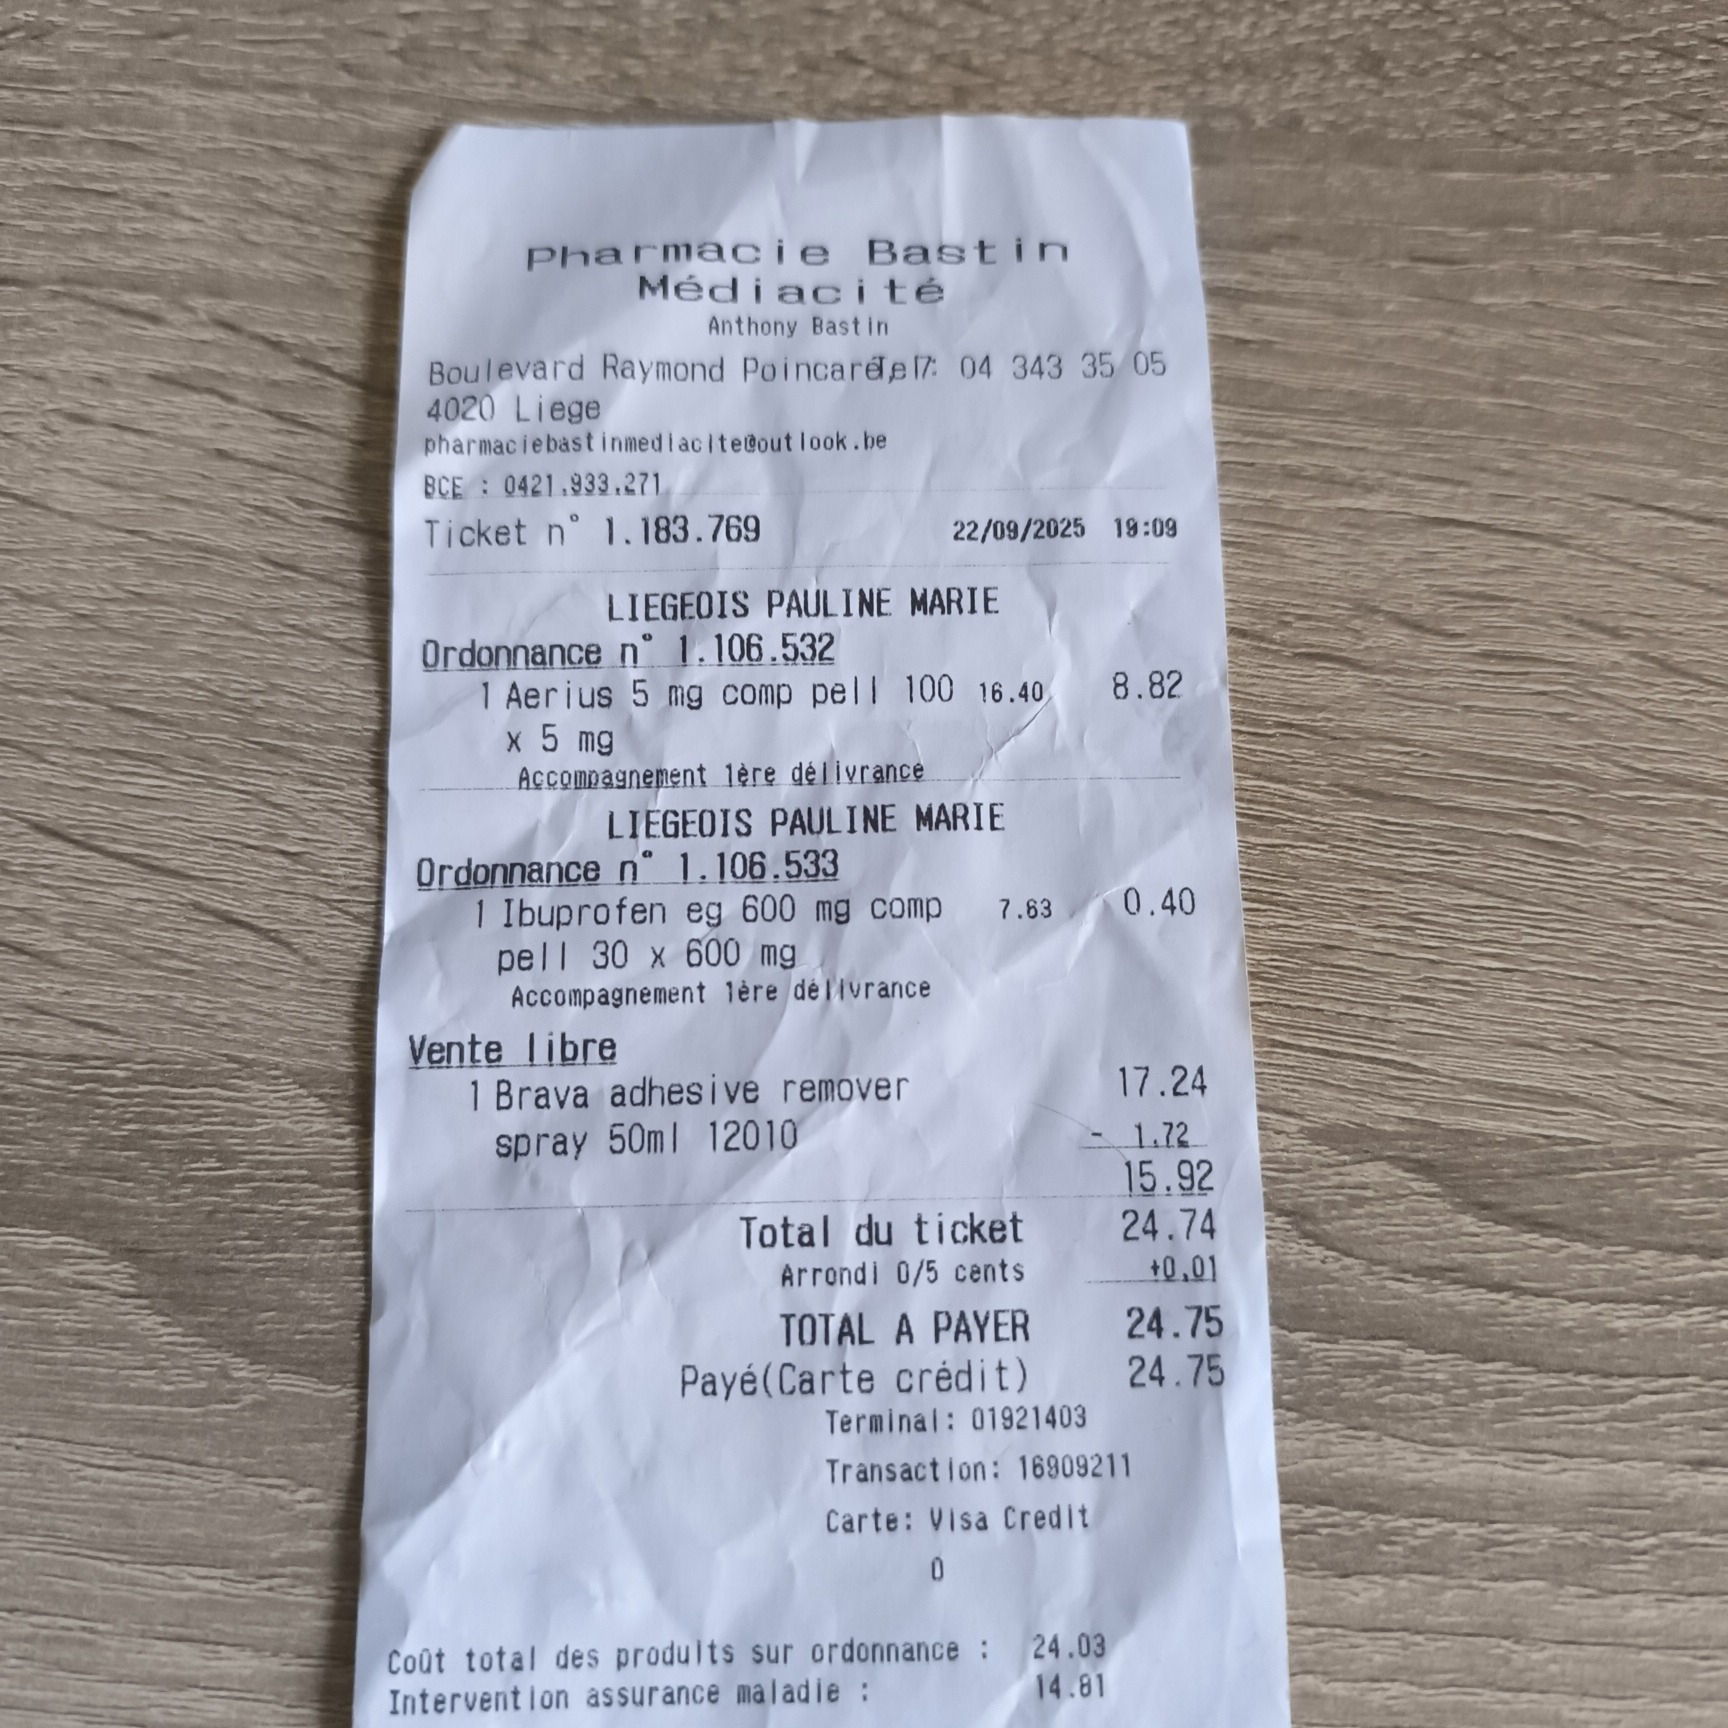 Pharmacie Bastin
Médiacité
Anthony Bastin
Boulevard Raymond Poincaré, 7 Tel : 04 343 35 05
4020 Liege
pharmaciebastinmediacite@outlook.be
BCE : 0421.933.271
Ticket n° 1.183.769 22/09/2025 19:09
LIEGEOIS PAULINE MARIE
Ordonnance n° 1.106.532
1 Aerius 5 mg comp pell 100 16.40 8.82
x 5 mg
Accompagnement 1ère délivrance
LIEGEOIS PAULINE MARIE
Ordonnance n° 1.106.533
1 Ibuprofen eg 600 mg comp 7.63 0.40
pell 30 x 600 mg
Accompagnement 1ère délivrance
Vente libre
1 Brava adhesive remover 17.24
spray 50ml 12010 - 1.72
15.92
Total du ticket 24.74
Arrondi 0/5 cents +0.01
TOTAL A PAYER 24.75
Payé(Carte crédit) 24.75
Terminal: 01921403
Transaction: 16909211
Carte: Visa Credit
0
Coût total des produits sur ordonnance : 24.03
Intervention assurance maladie : 14.81